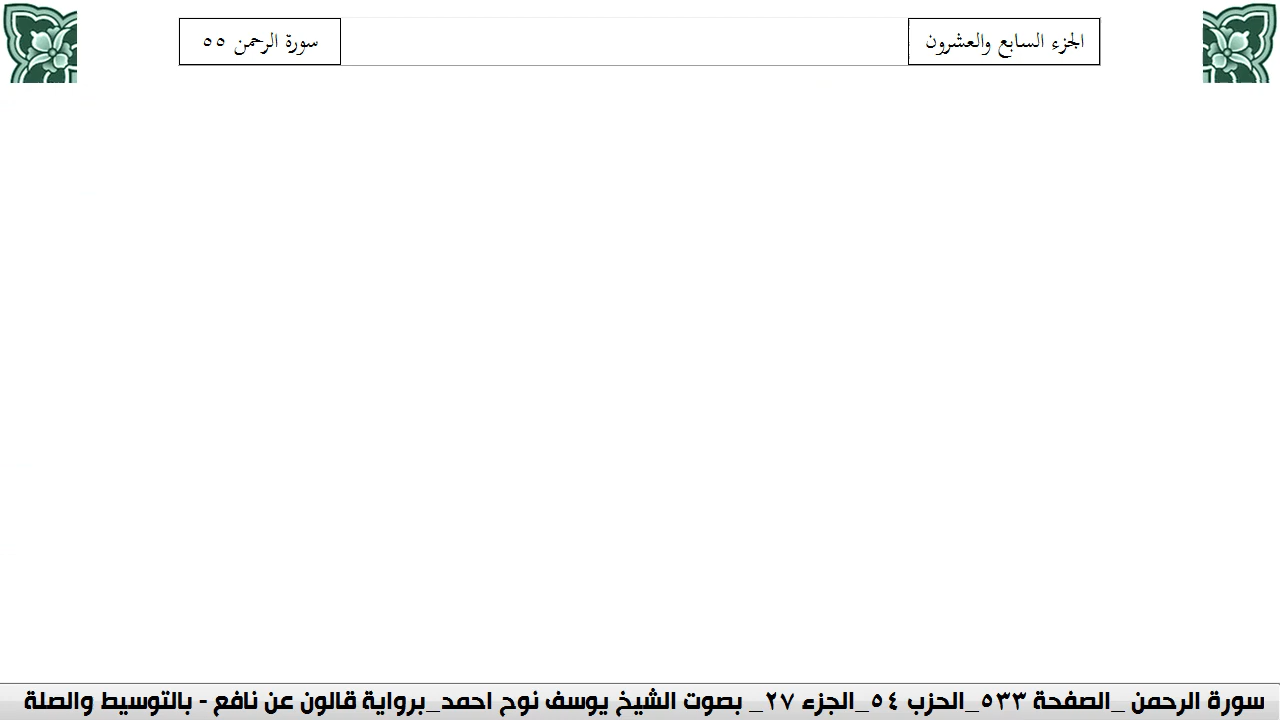 الجزء السابع والعشرون
سورة الرحمن ٥٥
سورة الرحمن _الصفحة ٥٣٣_الحزب ٥٤_الجزء ٢٧_ بصوت الشيخ يوسف نوح احمد_برواية قالون عن نافع - بالتوسيط والصلة